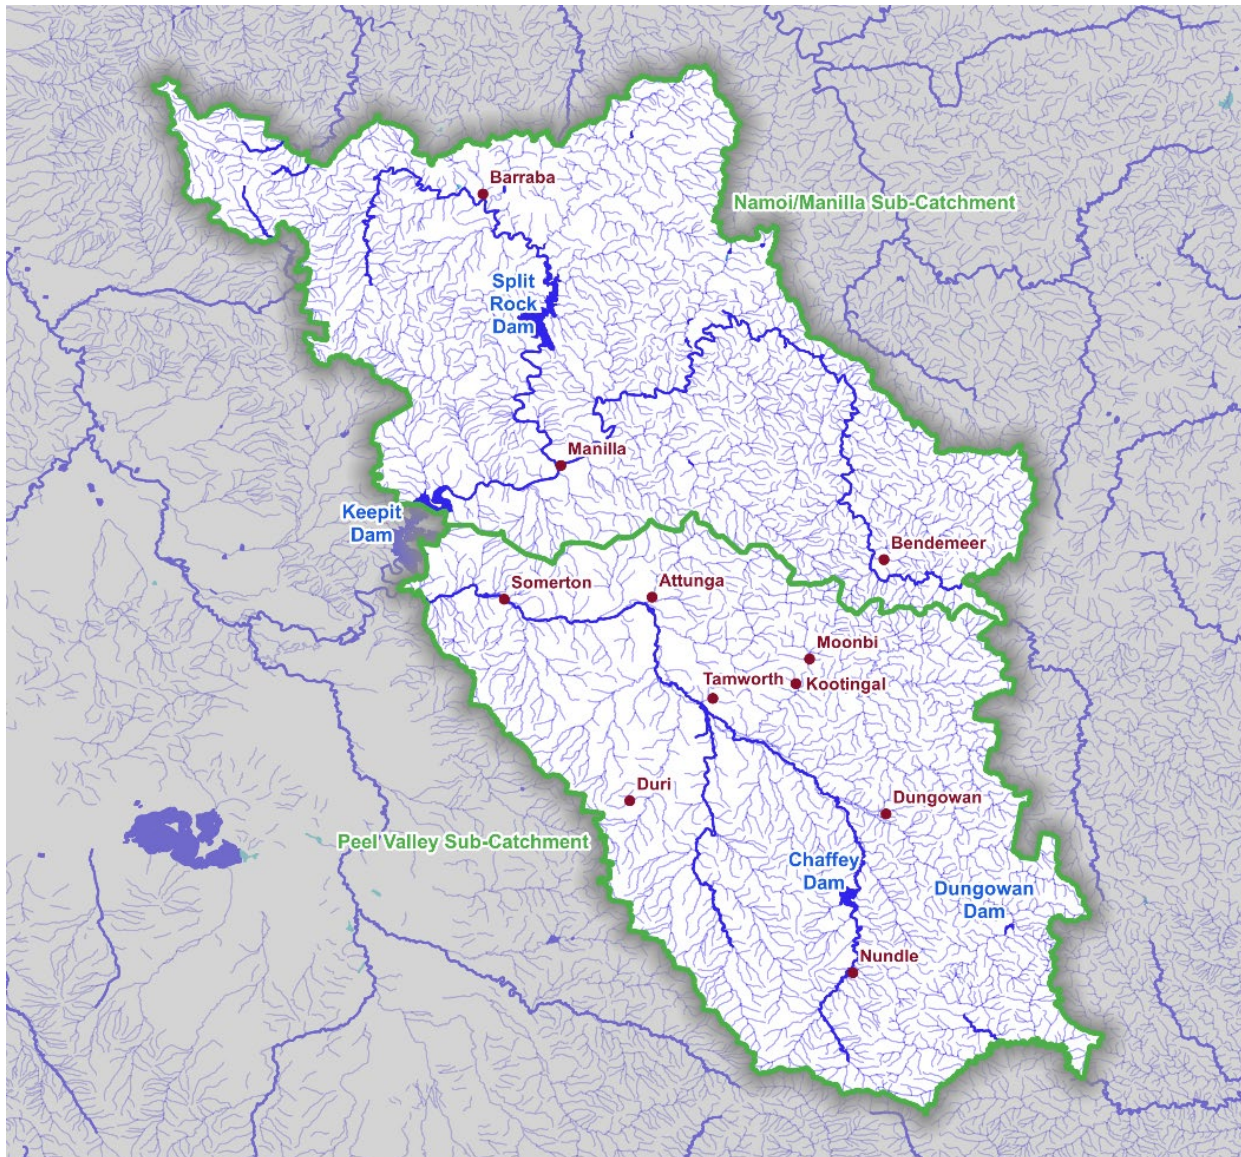 Barraba
Namoi/Manilla Sub-Catchment
Split
Rock
Dam
Manilla
Keepit
Dam
Bendemeer
Somerton
Attunga
Moonbi
Tamworth
Kootingal
Duri
Dungowan
Peel Valley Sub-Catchment
Chaffey
Dam
Dungowan
Dam
Nundle